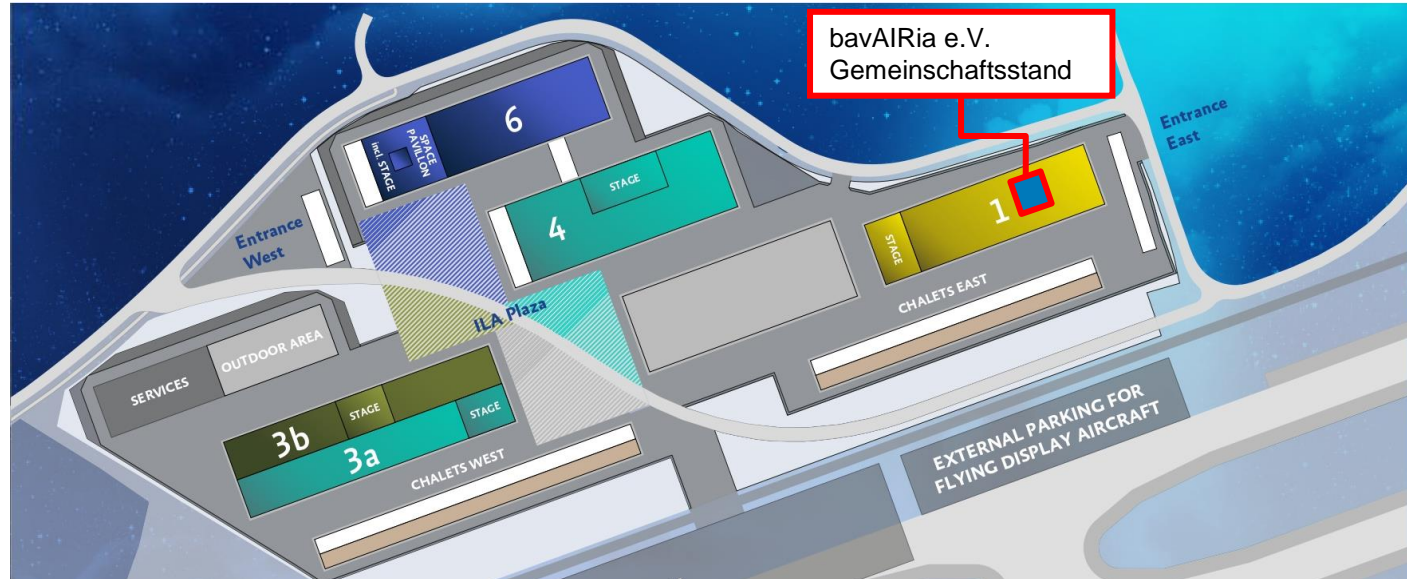 bavAIRia e.V.
Gemeinschaftsstand
Entrance
East
6
SPACE
PAVILLON
incl. STAGE
STAGE
4
1
STAGE
Entrance
West
CHALETS EAST
ILA Plaza
OUTDOOR AREA
SERVICES
STAGE
STAGE
3b
3a
CHALETS WEST
EXTERNAL PARKING FOR
FLYING DISPLAY AIRCRAFT